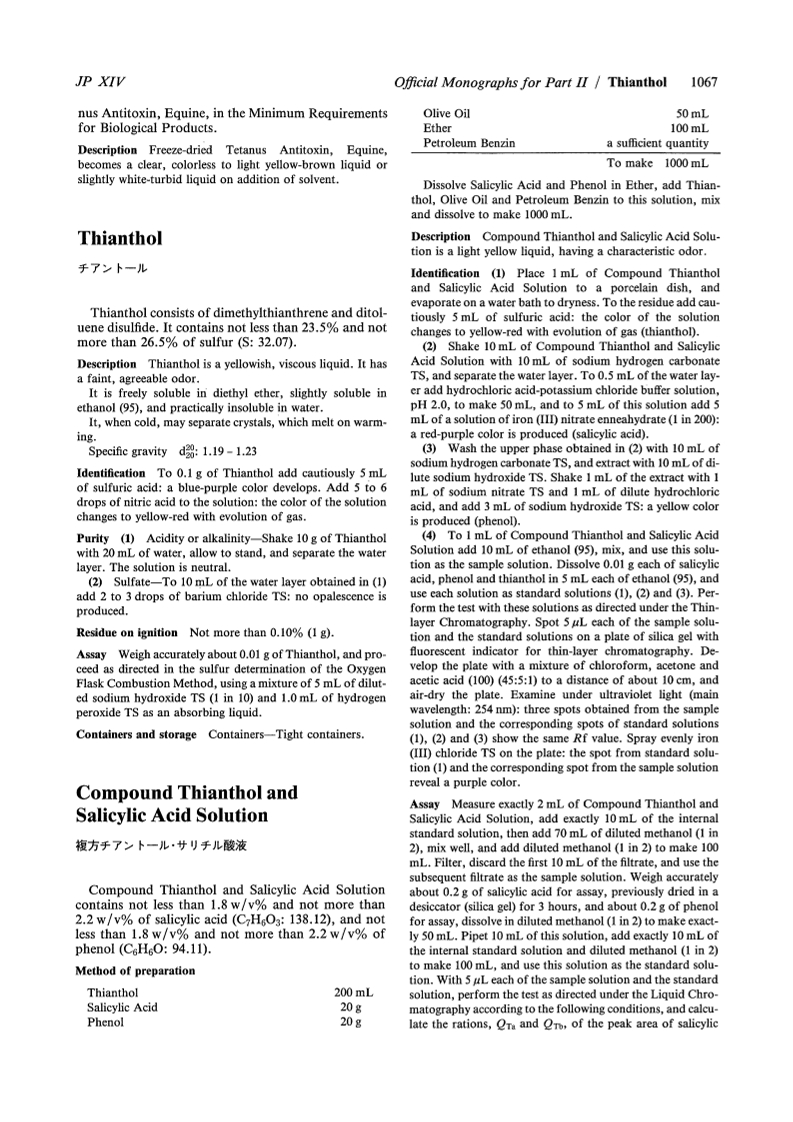 JP XIV
Official Monographs for Part II / Thianthol 1067
nus Antitoxin, Equine, in the Minimum Requirements
for Biological Products.
Description Freeze-dried Tetanus Antitoxin, Equine,
becomes a clear, colorless to light yellow-brown liquid or
slightly white-turbid liquid on addition of solvent.
Thianthol
チアントール
Thianthol consists of dimethylthianthrene and ditol-
uene disulfide. It contains not less than 23.5% and not
more than 26.5% of sulfur (S: 32.07).
Description Thianthol is a yellowish, viscous liquid. It has
a faint, agreeable odor.
It is freely soluble in diethyl ether, slightly soluble in
ethanol (95), and practically insoluble in water.
It, when cold, may separate crystals, which melt on warm-
ing.
Specific gravity d²⁰₂₀: 1.19 – 1.23
Identification To 0.1 g of Thianthol add cautiously 5 mL
of sulfuric acid: a blue-purple color develops. Add 5 to 6
drops of nitric acid to the solution: the color of the solution
changes to yellow-red with evolution of gas.
Purity (1) Acidity or alkalinity—Shake 10 g of Thianthol
with 20 mL of water, allow to stand, and separate the water
layer. The solution is neutral.
(2) Sulfate—To 10 mL of the water layer obtained in (1)
add 2 to 3 drops of barium chloride TS: no opalescence is
produced.
Residue on ignition Not more than 0.10% (1 g).
Assay Weigh accurately about 0.01 g of Thianthol, and pro-
ceed as directed in the sulfur determination of the Oxygen
Flask Combustion Method, using a mixture of 5 mL of dilut-
ed sodium hydroxide TS (1 in 10) and 1.0 mL of hydrogen
peroxide TS as an absorbing liquid.
Containers and storage Containers—Tight containers.
Compound Thianthol and
Salicylic Acid Solution
複方チアントール・サリチル酸液
Compound Thianthol and Salicylic Acid Solution
contains not less than 1.8 w/v% and not more than
2.2 w/v% of salicylic acid (C₇H₆O₃: 138.12), and not
less than 1.8 w/v% and not more than 2.2 w/v% of
phenol (C₆H₆O: 94.11).
Method of preparation
Thianthol 200 mL
Salicylic Acid 20 g
Phenol 20 g
Olive Oil 50 mL
Ether 100 mL
Petroleum Benzin a sufficient quantity
To make 1000 mL
Dissolve Salicylic Acid and Phenol in Ether, add Thian-
thol, Olive Oil and Petroleum Benzin to this solution, mix
and dissolve to make 1000 mL.
Description Compound Thianthol and Salicylic Acid Solu-
tion is a light yellow liquid, having a characteristic odor.
Identification (1) Place 1 mL of Compound Thianthol
and Salicylic Acid Solution to a porcelain dish, and
evaporate on a water bath to dryness. To the residue add cau-
tiously 5 mL of sulfuric acid: the color of the solution
changes to yellow-red with evolution of gas (thianthol).
(2) Shake 10 mL of Compound Thianthol and Salicylic
Acid Solution with 10 mL of sodium hydrogen carbonate
TS, and separate the water layer. To 0.5 mL of the water lay-
er add hydrochloric acid-potassium chloride buffer solution,
pH 2.0, to make 50 mL, and to 5 mL of this solution add 5
mL of a solution of iron (III) nitrate enneahydrate (1 in 200):
a red-purple color is produced (salicylic acid).
(3) Wash the upper phase obtained in (2) with 10 mL of
sodium hydrogen carbonate TS, and extract with 10 mL of di-
lute sodium hydroxide TS. Shake 1 mL of the extract with 1
mL of sodium nitrate TS and 1 mL of dilute hydrochloric
acid, and add 3 mL of sodium hydroxide TS: a yellow color
is produced (phenol).
(4) To 1 mL of Compound Thianthol and Salicylic Acid
Solution add 10 mL of ethanol (95), mix, and use this solu-
tion as the sample solution. Dissolve 0.01 g each of salicylic
acid, phenol and thianthol in 5 mL each of ethanol (95), and
use each solution as standard solutions (1), (2) and (3). Per-
form the test with these solutions as directed under the Thin-
layer Chromatography. Spot 5 μL each of the sample solu-
tion and the standard solutions on a plate of silica gel with
fluorescent indicator for thin-layer chromatography. De-
velop the plate with a mixture of chloroform, acetone and
acetic acid (100) (45:5:1) to a distance of about 10 cm, and
air-dry the plate. Examine under ultraviolet light (main
wavelength: 254 nm): three spots obtained from the sample
solution and the corresponding spots of standard solutions
(1), (2) and (3) show the same Rf value. Spray evenly iron
(III) chloride TS on the plate: the spot from standard solu-
tion (1) and the corresponding spot from the sample solution
reveal a purple color.
Assay Measure exactly 2 mL of Compound Thianthol and
Salicylic Acid Solution, add exactly 10 mL of the internal
standard solution, then add 70 mL of diluted methanol (1 in
2), mix well, and add diluted methanol (1 in 2) to make 100
mL. Filter, discard the first 10 mL of the filtrate, and use the
subsequent filtrate as the sample solution. Weigh accurately
about 0.2 g of salicylic acid for assay, previously dried in a
desiccator (silica gel) for 3 hours, and about 0.2 g of phenol
for assay, dissolve in diluted methanol (1 in 2) to make exact-
ly 50 mL. Pipet 10 mL of this solution, add exactly 10 mL of
the internal standard solution and diluted methanol (1 in 2)
to make 100 mL, and use this solution as the standard solu-
tion. With 5 μL each of the sample solution and the standard
solution, perform the test as directed under the Liquid Chro-
matography according to the following conditions, and calcu-
late the rations, Q_Ta and Q_Tb, of the peak area of salicylic